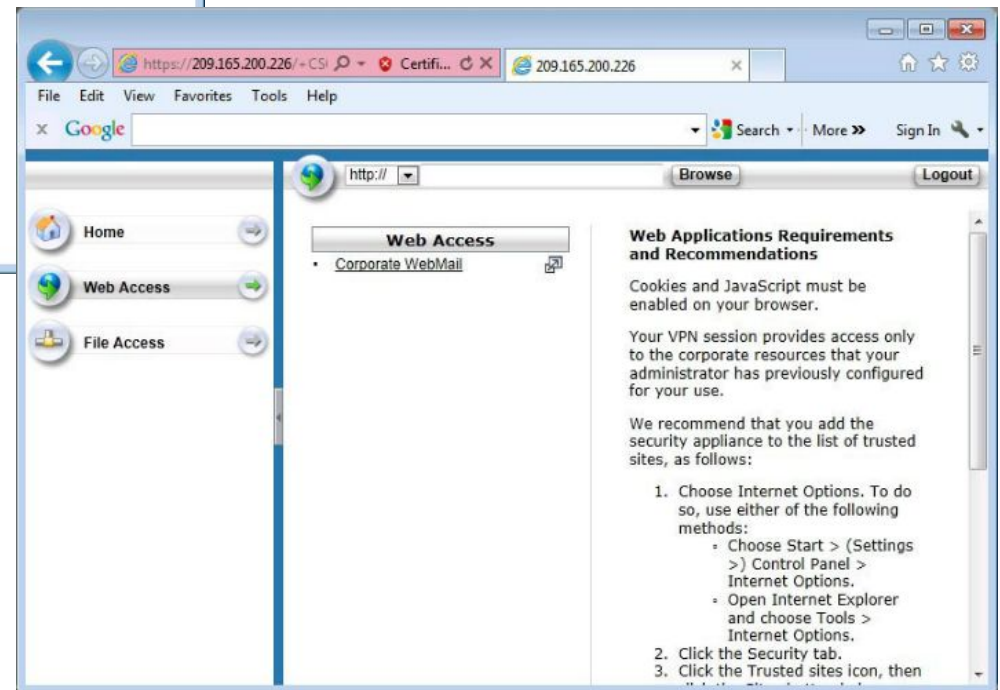 https://209.165.200.226/+CS Certifi... 209.165.200.226
File Edit View Favorites Tools Help
x Google Search More » Sign In
http:// Browse Logout
Home
Web Access
File Access
Web Access
• Corporate WebMail
Web Applications Requirements
and Recommendations
Cookies and JavaScript must be
enabled on your browser.
Your VPN session provides access only
to the corporate resources that your
administrator has previously configured
for your use.
We recommend that you add the
security appliance to the list of trusted
sites, as follows:
1. Choose Internet Options. To do
so, use either of the following
methods:
◦ Choose Start > (Settings
>) Control Panel >
Internet Options.
◦ Open Internet Explorer
and choose Tools >
Internet Options.
2. Click the Security tab.
3. Click the Trusted sites icon, then